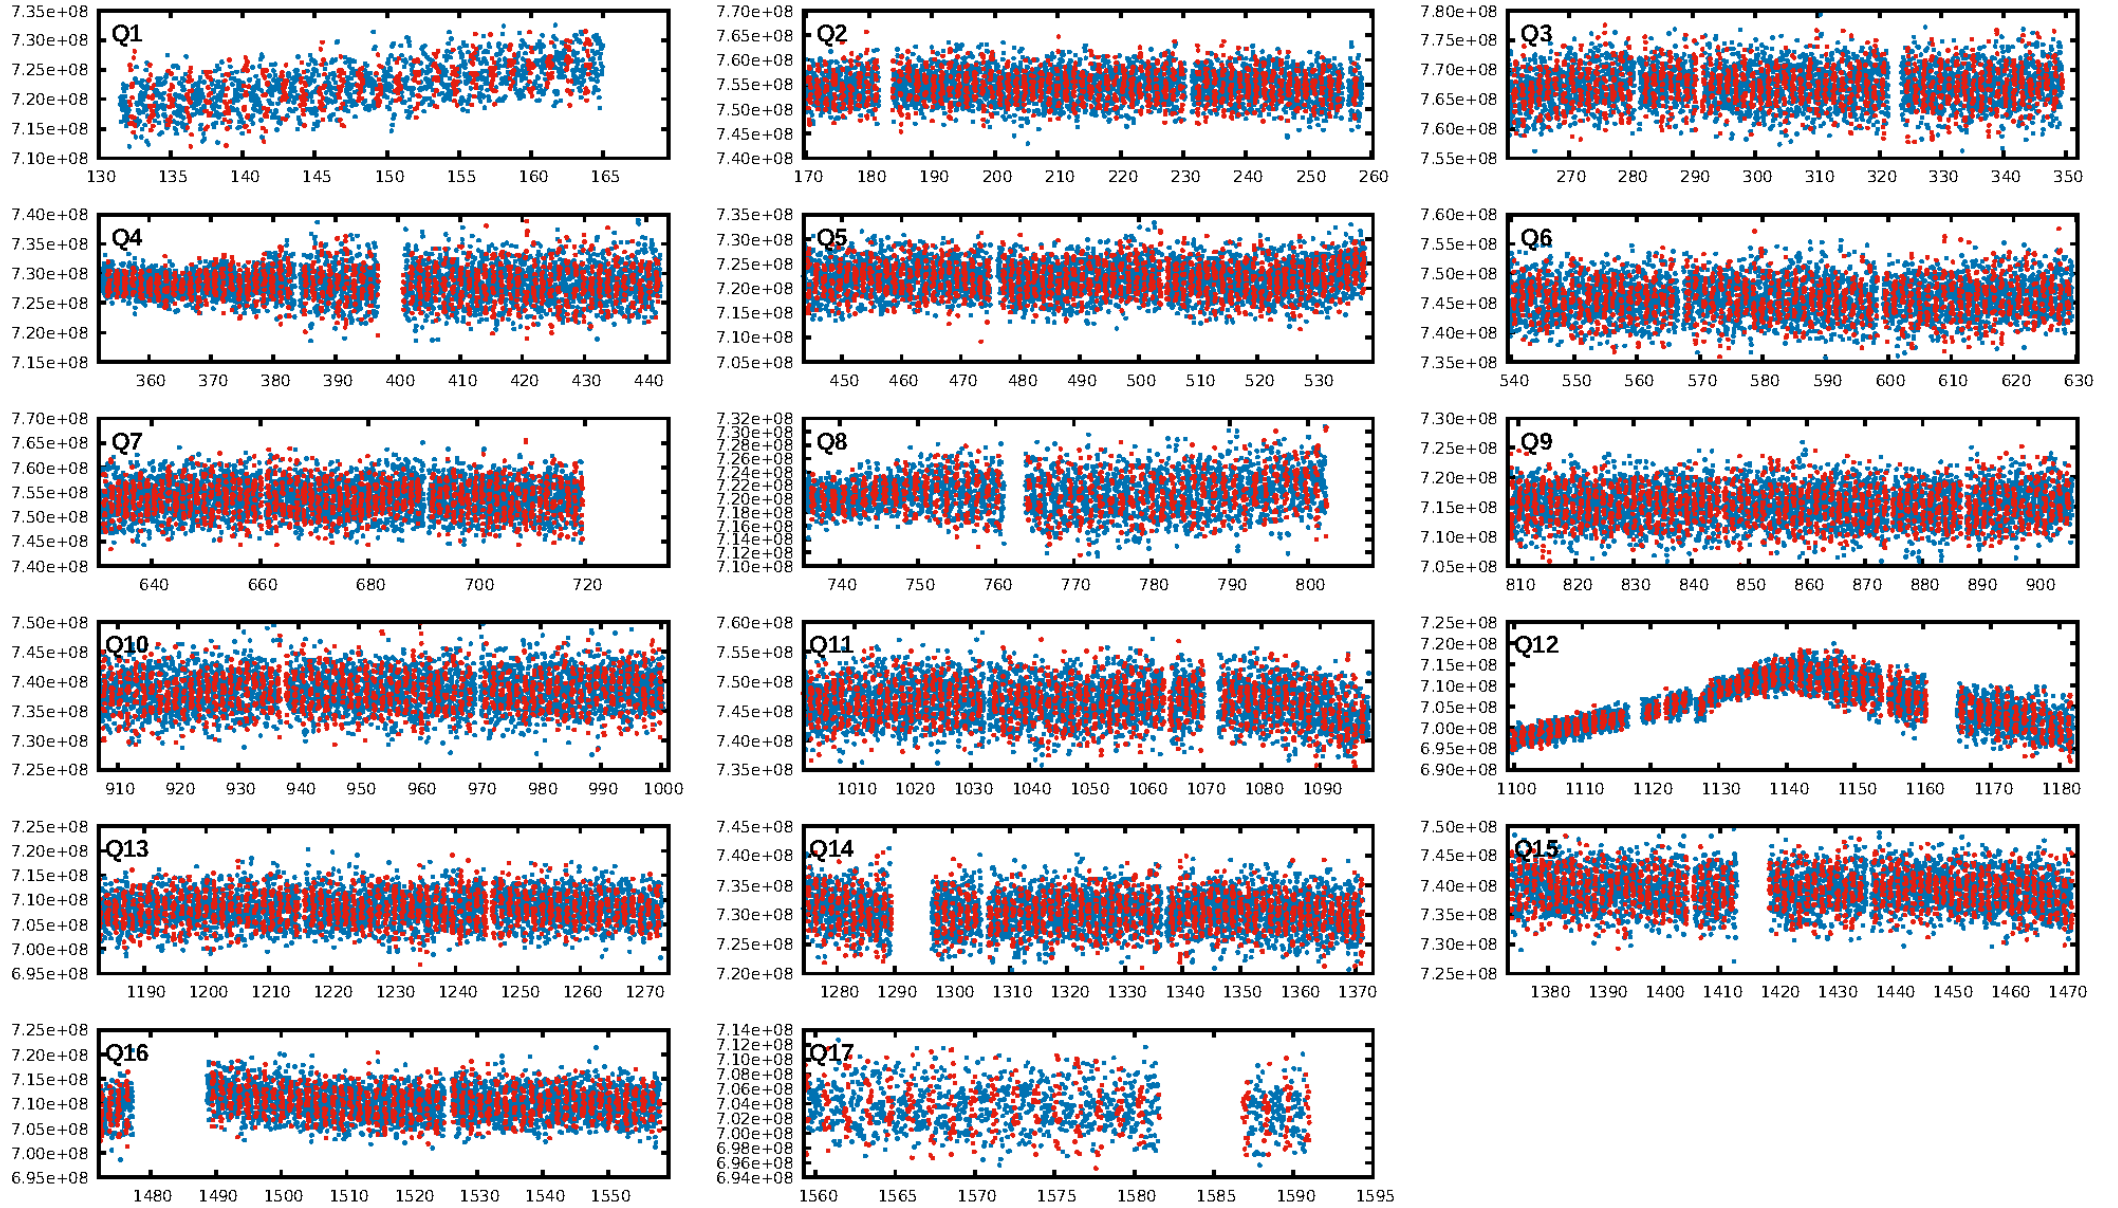 7.35e+08
7.30e+08
7.25e+08
7.20e+08
7.15e+08
7.10e+08
Q1
130 135 140 145 150 155 160 165
7.70e+08
7.65e+08
7.60e+08
7.55e+08
7.50e+08
7.45e+08
7.40e+08
Q2
170 180 190 200 210 220 230 240 250 260
7.80e+08
7.75e+08
7.70e+08
7.65e+08
7.60e+08
7.55e+08
Q3
270 280 290 300 310 320 330 340 350
7.40e+08
7.35e+08
7.30e+08
7.25e+08
7.20e+08
7.15e+08
Q4
360 370 380 390 400 410 420 430 440
7.35e+08
7.30e+08
7.25e+08
7.20e+08
7.15e+08
7.10e+08
7.05e+08
Q5
450 460 470 480 490 500 510 520 530
7.60e+08
7.55e+08
7.50e+08
7.45e+08
7.40e+08
7.35e+08
Q6
540 550 560 570 580 590 600 610 620 630
7.70e+08
7.65e+08
7.60e+08
7.55e+08
7.50e+08
7.45e+08
7.40e+08
Q7
640 660 680 700 720
7.32e+08
7.30e+08
7.28e+08
7.26e+08
7.24e+08
7.22e+08
7.20e+08
7.18e+08
7.16e+08
7.14e+08
7.12e+08
7.10e+08
Q8
740 750 760 770 780 790 800
7.30e+08
7.25e+08
7.20e+08
7.15e+08
7.10e+08
7.05e+08
Q9
810 820 830 840 850 860 870 880 890 900
7.50e+08
7.45e+08
7.40e+08
7.35e+08
7.30e+08
7.25e+08
Q10
910 920 930 940 950 960 970 980 990 1000
7.60e+08
7.55e+08
7.50e+08
7.45e+08
7.40e+08
7.35e+08
Q11
1010 1020 1030 1040 1050 1060 1070 1080 1090
7.25e+08
7.20e+08
7.15e+08
7.10e+08
7.05e+08
7.00e+08
6.95e+08
6.90e+08
Q12
1100 1110 1120 1130 1140 1150 1160 1170 1180
7.25e+08
7.20e+08
7.15e+08
7.10e+08
7.05e+08
7.00e+08
6.95e+08
Q13
1190 1200 1210 1220 1230 1240 1250 1260 1270
7.45e+08
7.40e+08
7.35e+08
7.30e+08
7.25e+08
7.20e+08
Q14
1280 1290 1300 1310 1320 1330 1340 1350 1360 1370
7.50e+08
7.45e+08
7.40e+08
7.35e+08
7.30e+08
7.25e+08
Q15
1380 1390 1400 1410 1420 1430 1440 1450 1460 1470
7.25e+08
7.20e+08
7.15e+08
7.10e+08
7.05e+08
7.00e+08
6.95e+08
Q16
1480 1490 1500 1510 1520 1530 1540 1550
7.14e+08
7.12e+08
7.10e+08
7.08e+08
7.06e+08
7.04e+08
7.02e+08
7.00e+08
6.98e+08
6.96e+08
6.94e+08
Q17
1560 1565 1570 1575 1580 1585 1590 1595